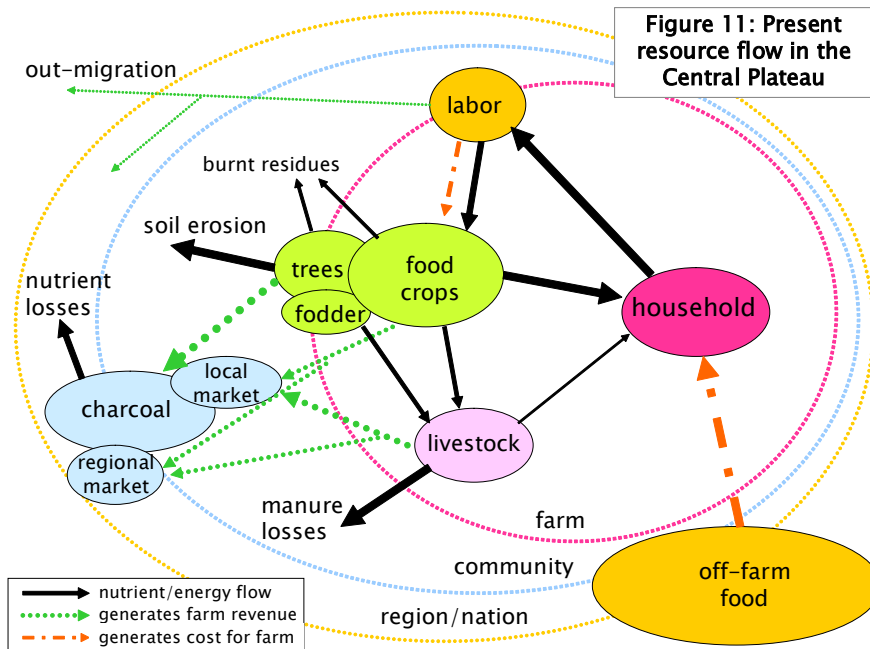 Figure 11: Present
resource flow in the
Central Plateau
out-migration
labor
burnt residues
soil erosion
trees
food
crops
nutrient
losses
fodder
household
local
market
charcoal
livestock
regional
market
manure
losses
farm
community
off-farm
food
region/nation
nutrient/energy flow
generates farm revenue
generates cost for farm